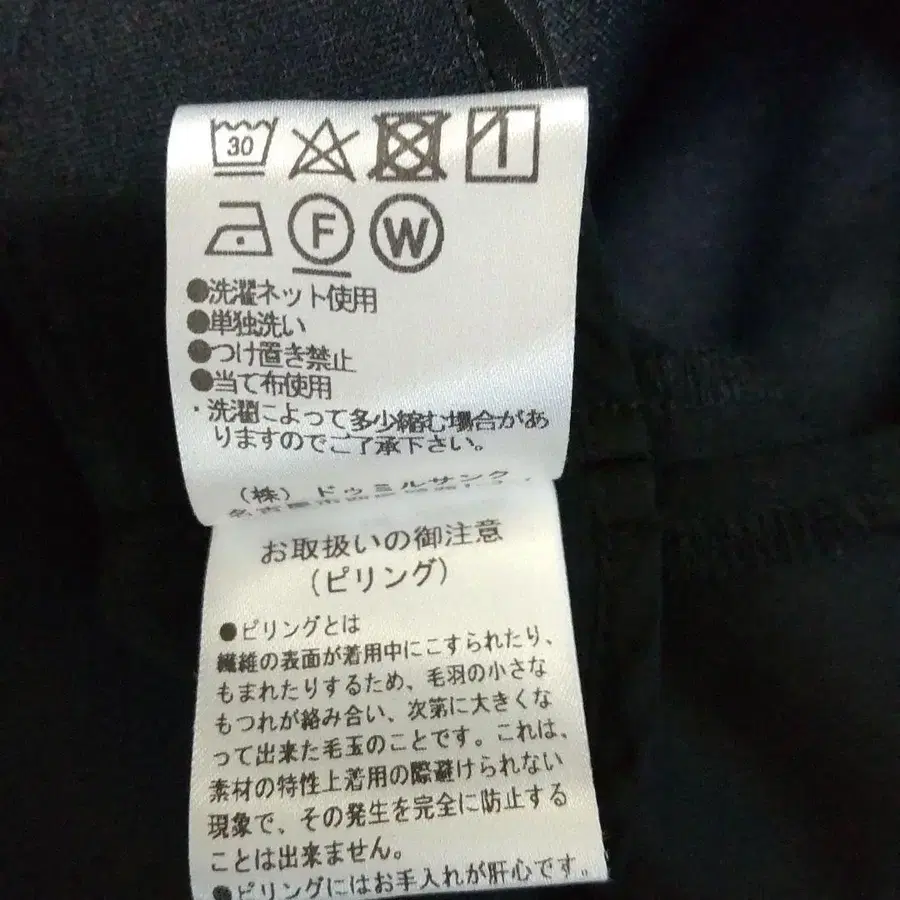 30
F W
●洗濯ネット使用
●単独洗い
●つけ置き禁止
●当て布使用
・洗濯によって多少縮む場合があ
りますのでご了承下さい。
(株) ドゥミルサンク
名古屋市
お取扱いの御注意
(ピリング)
●ピリングとは
繊維の表面が着用中にこすられたり、
もまれたりするため、毛羽の小さな
もつれが絡み合い、次第に大きくな
って出来た毛玉のことです。これは、
素材の特性上着用の際避けられない
現象で、その発生を完全に防止する
ことは出来ません。
●ピリングにはお手入れが肝心です。